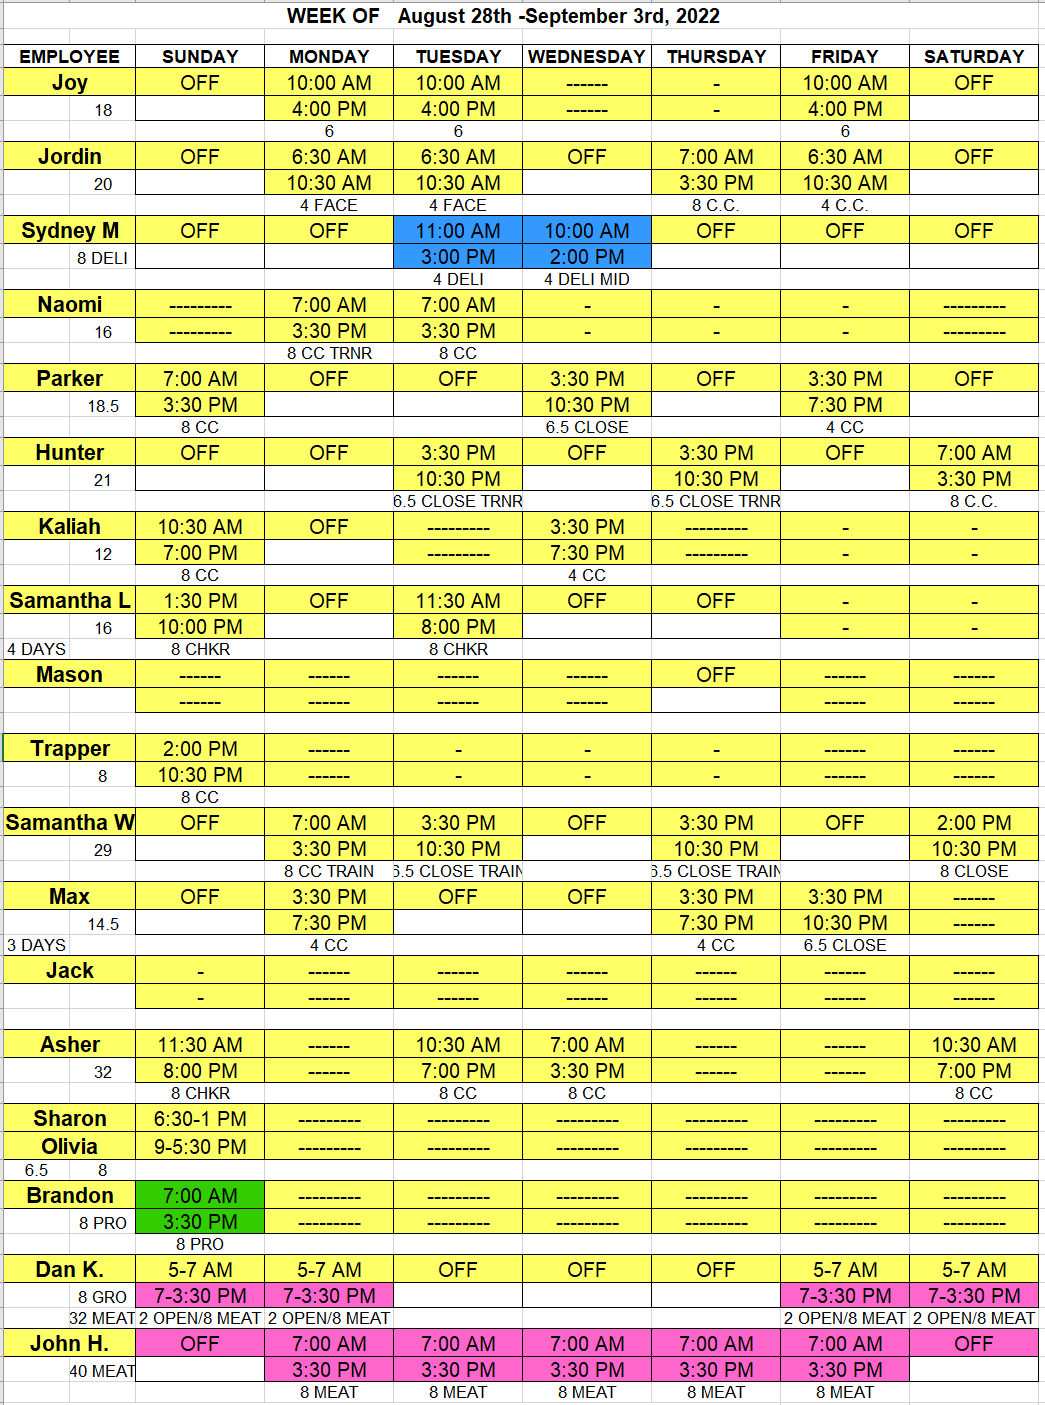 WEEK OF August 28th -September 3rd, 2022
EMPLOYEE SUNDAY MONDAY TUESDAY WEDNESDAY THURSDAY FRIDAY SATURDAY
Joy OFF 10:00 AM 10:00 AM ------ - 10:00 AM OFF
18 4:00 PM 4:00 PM ------ - 4:00 PM
6 6 6
Jordin OFF 6:30 AM 6:30 AM OFF 7:00 AM 6:30 AM OFF
20 10:30 AM 10:30 AM 3:30 PM 10:30 AM
4 FACE 4 FACE 8 C.C. 4 C.C.
Sydney M OFF OFF 11:00 AM 10:00 AM OFF OFF OFF
8 DELI 3:00 PM 2:00 PM
4 DELI 4 DELI MID
Naomi --------- 7:00 AM 7:00 AM - - - ---------
16 --------- 3:30 PM 3:30 PM - - - ---------
8 CC TRNR 8 CC
Parker 7:00 AM OFF OFF 3:30 PM OFF 3:30 PM OFF
18.5 3:30 PM 10:30 PM 7:30 PM
8 CC 6.5 CLOSE 4 CC
Hunter OFF OFF 3:30 PM OFF 3:30 PM OFF 7:00 AM
21 10:30 PM 10:30 PM 3:30 PM
6.5 CLOSE TRNR 6.5 CLOSE TRNR 8 C.C.
Kaliah 10:30 AM OFF --------- 3:30 PM --------- - -
12 7:00 PM --------- 7:30 PM --------- - -
8 CC 4 CC
Samantha L 1:30 PM OFF 11:30 AM OFF OFF - -
16 10:00 PM 8:00 PM - -
4 DAYS 8 CHKR 8 CHKR
Mason ------ ------ ------ ------ OFF ------ ------
------ ------ ------ ------ ------ ------
Trapper 2:00 PM ------ - - - ------ ------
8 10:30 PM ------ - - - ------ ------
8 CC
Samantha W OFF 7:00 AM 3:30 PM OFF 3:30 PM OFF 2:00 PM
29 3:30 PM 10:30 PM 10:30 PM 10:30 PM
8 CC TRAIN 6.5 CLOSE TRAIN 6.5 CLOSE TRAIN 8 CLOSE
Max OFF 3:30 PM OFF OFF 3:30 PM 3:30 PM ------
14.5 7:30 PM 7:30 PM 10:30 PM ------
3 DAYS 4 CC 4 CC 6.5 CLOSE
Jack - ------ ------ ------ ------ ------ ------
- ------ ------ ------ ------ ------ ------
Asher 11:30 AM ------ 10:30 AM 7:00 AM ------ ------ 10:30 AM
32 8:00 PM ------ 7:00 PM 3:30 PM ------ ------ 7:00 PM
8 CHKR 8 CC 8 CC 8 CC
Sharon 6:30-1 PM --------- --------- --------- --------- --------- ---------
Olivia 9-5:30 PM --------- --------- --------- --------- --------- ---------
6.5 8
Brandon 7:00 AM --------- --------- --------- --------- --------- ---------
8 PRO 3:30 PM --------- --------- --------- --------- --------- ---------
8 PRO
Dan K. 5-7 AM 5-7 AM OFF OFF OFF 5-7 AM 5-7 AM
8 GRO 7-3:30 PM 7-3:30 PM 7-3:30 PM 7-3:30 PM
32 MEAT 2 OPEN/8 MEAT 2 OPEN/8 MEAT 2 OPEN/8 MEAT 2 OPEN/8 MEAT
John H. OFF 7:00 AM 7:00 AM 7:00 AM 7:00 AM 7:00 AM OFF
40 MEAT 3:30 PM 3:30 PM 3:30 PM 3:30 PM 3:30 PM
8 MEAT 8 MEAT 8 MEAT 8 MEAT 8 MEAT